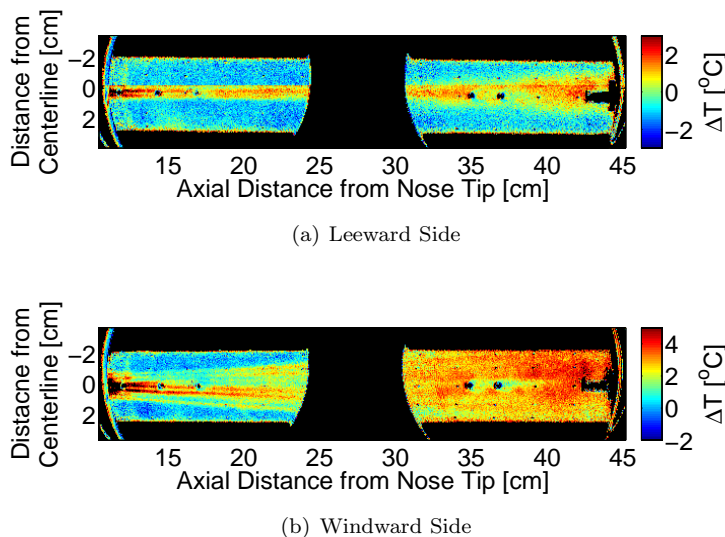 Distance from
Centerline [cm]
−2
0
2
15 20 25 30 35 40 45
Axial Distance from Nose Tip [cm]
2
0
−2
ΔT [°C]
(a) Leeward Side
Distacne from
Centerline [cm]
−2
0
2
15 20 25 30 35 40 45
Axial Distance from Nose Tip [cm]
4
2
0
−2
ΔT [°C]
(b) Windward Side